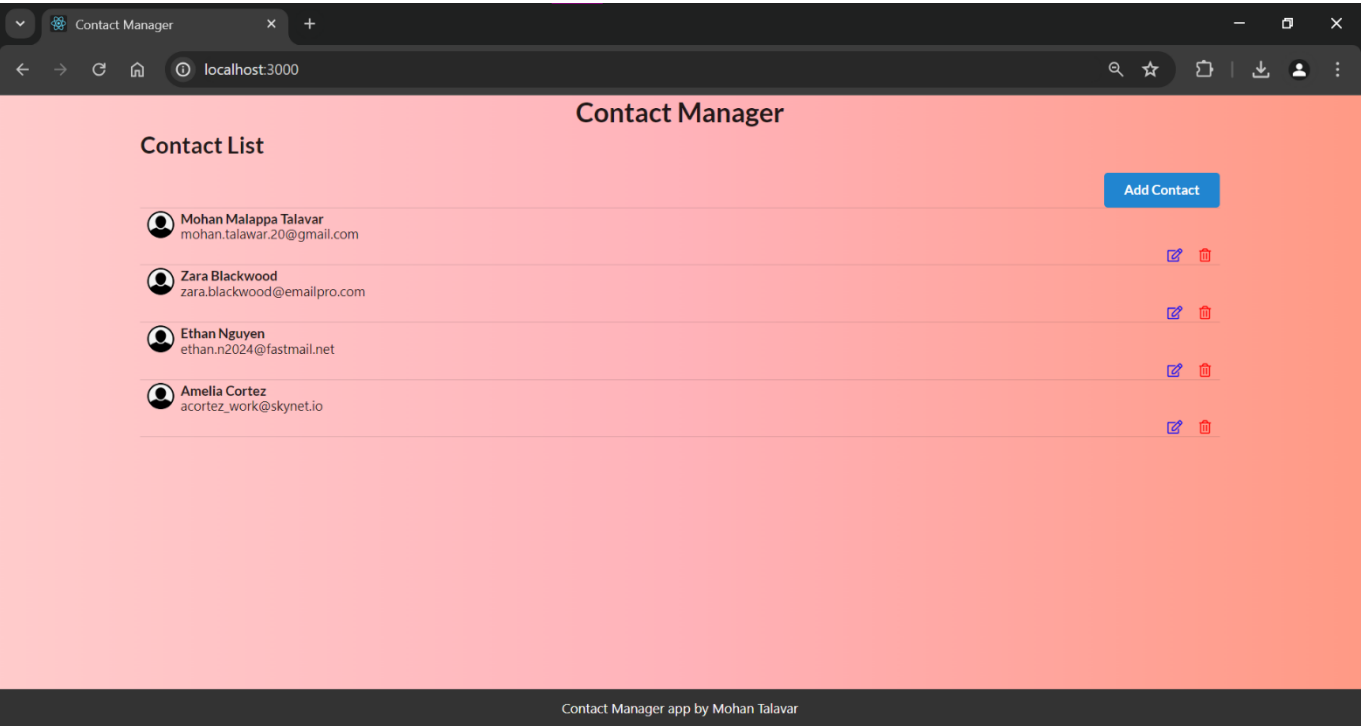 Contact Manager
localhost:3000
Contact Manager
Contact List
Add Contact
Mohan Malappa Talavar
mohan.talawar.20@gmail.com
Zara Blackwood
zara.blackwood@emailpro.com
Ethan Nguyen
ethan.n2024@fastmail.net
Amelia Cortez
acortez_work@skynet.io
Contact Manager app by Mohan Talavar